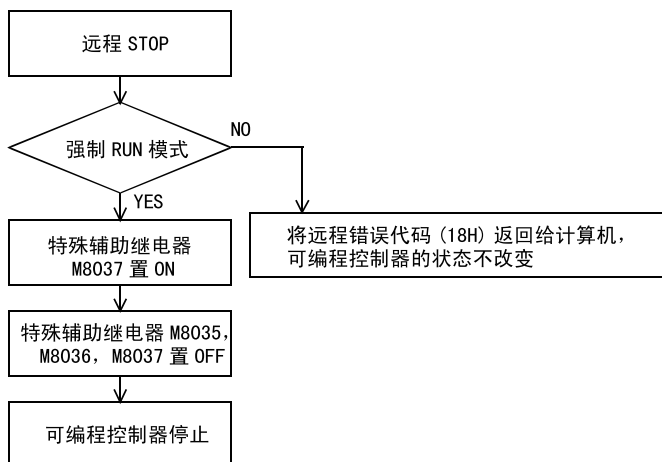 远程 STOP
强制 RUN 模式
NO
YES
将远程错误代码 (18H) 返回给计算机，
可编程控制器的状态不改变
特殊辅助继电器
M8037 置 ON
特殊辅助继电器 M8035，
M8036，M8037 置 OFF
可编程控制器停止